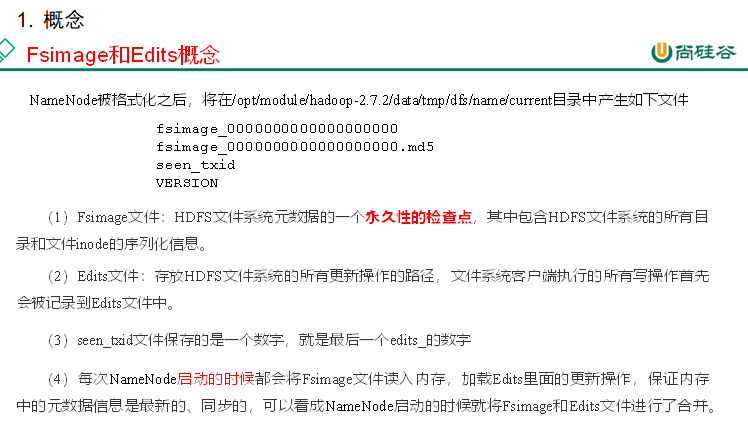 1. 概念
Fsimage和Edits概念
尚硅谷
NameNode被格式化之后，将在/opt/module/hadoop-2.7.2/data/tmp/dfs/name/current目录中产生如下文件
fsimage_0000000000000000000
fsimage_0000000000000000000.md5
seen_txid
VERSION
（1）Fsimage文件：HDFS文件系统元数据的一个永久性的检查点，其中包含HDFS文件系统的所有目
录和文件inode的序列化信息。
（2）Edits文件：存放HDFS文件系统的所有更新操作的路径，文件系统客户端执行的所有写操作首先
会被记录到Edits文件中。
（3）seen_txid文件保存的是一个数字，就是最后一个edits_的数字
（4）每次NameNode启动的时候都会将Fsimage文件读入内存，加载Edits里面的更新操作，保证内存
中的元数据信息是最新的、同步的，可以看成NameNode启动的时候就将Fsimage和Edits文件进行了合并。